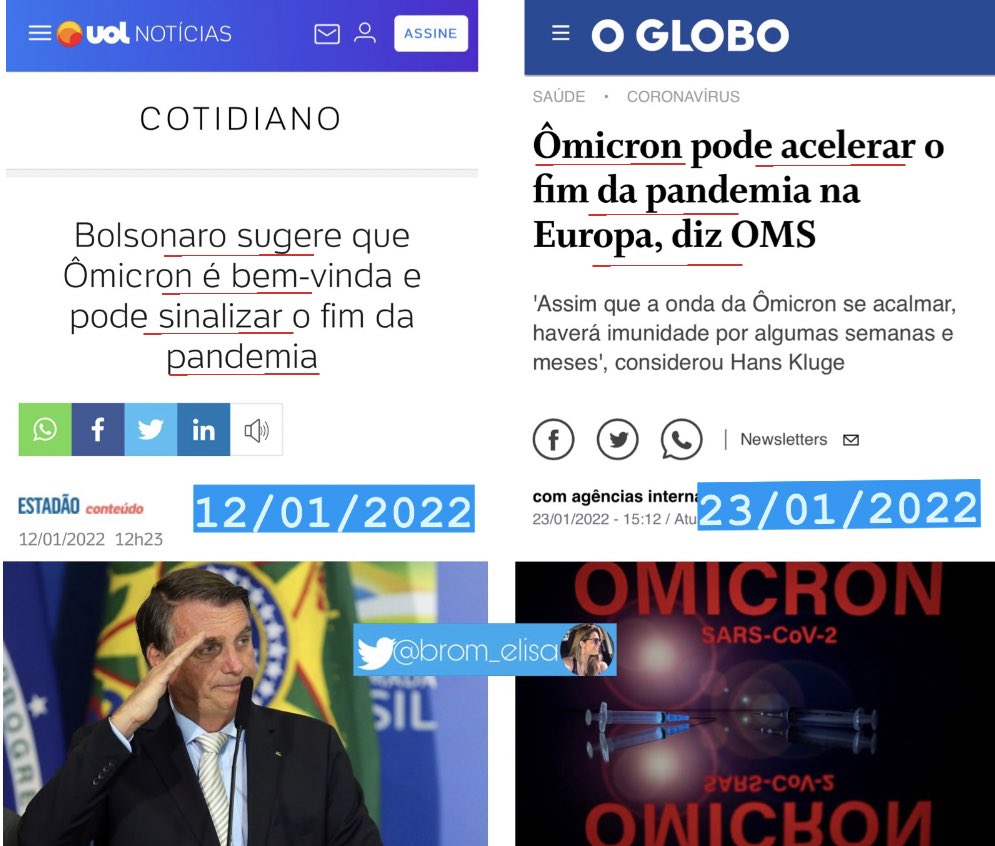 uol NOTÍCIAS
ASSINE
COTIDIANO
Bolsonaro sugere que
Ômicron é bem-vinda e
pode sinalizar o fim da
pandemia
ESTADÃO conteúdo
12/01/2022
12/01/2022 12h23
O GLOBO
SAÚDE • CORONAVÍRUS
Ômicron pode acelerar o
fim da pandemia na
Europa, diz OMS
'Assim que a onda da Ômicron se acalmar,
haverá imunidade por algumas semanas e
meses', considerou Hans Kluge
Newsletters
com agências interna
23/01/2022 - 15:12 / Atu
23/01/2022
@brom_elisa
SIL
OMICRON
SARS-CoV-2
SARS-CoV-2
OMICRON